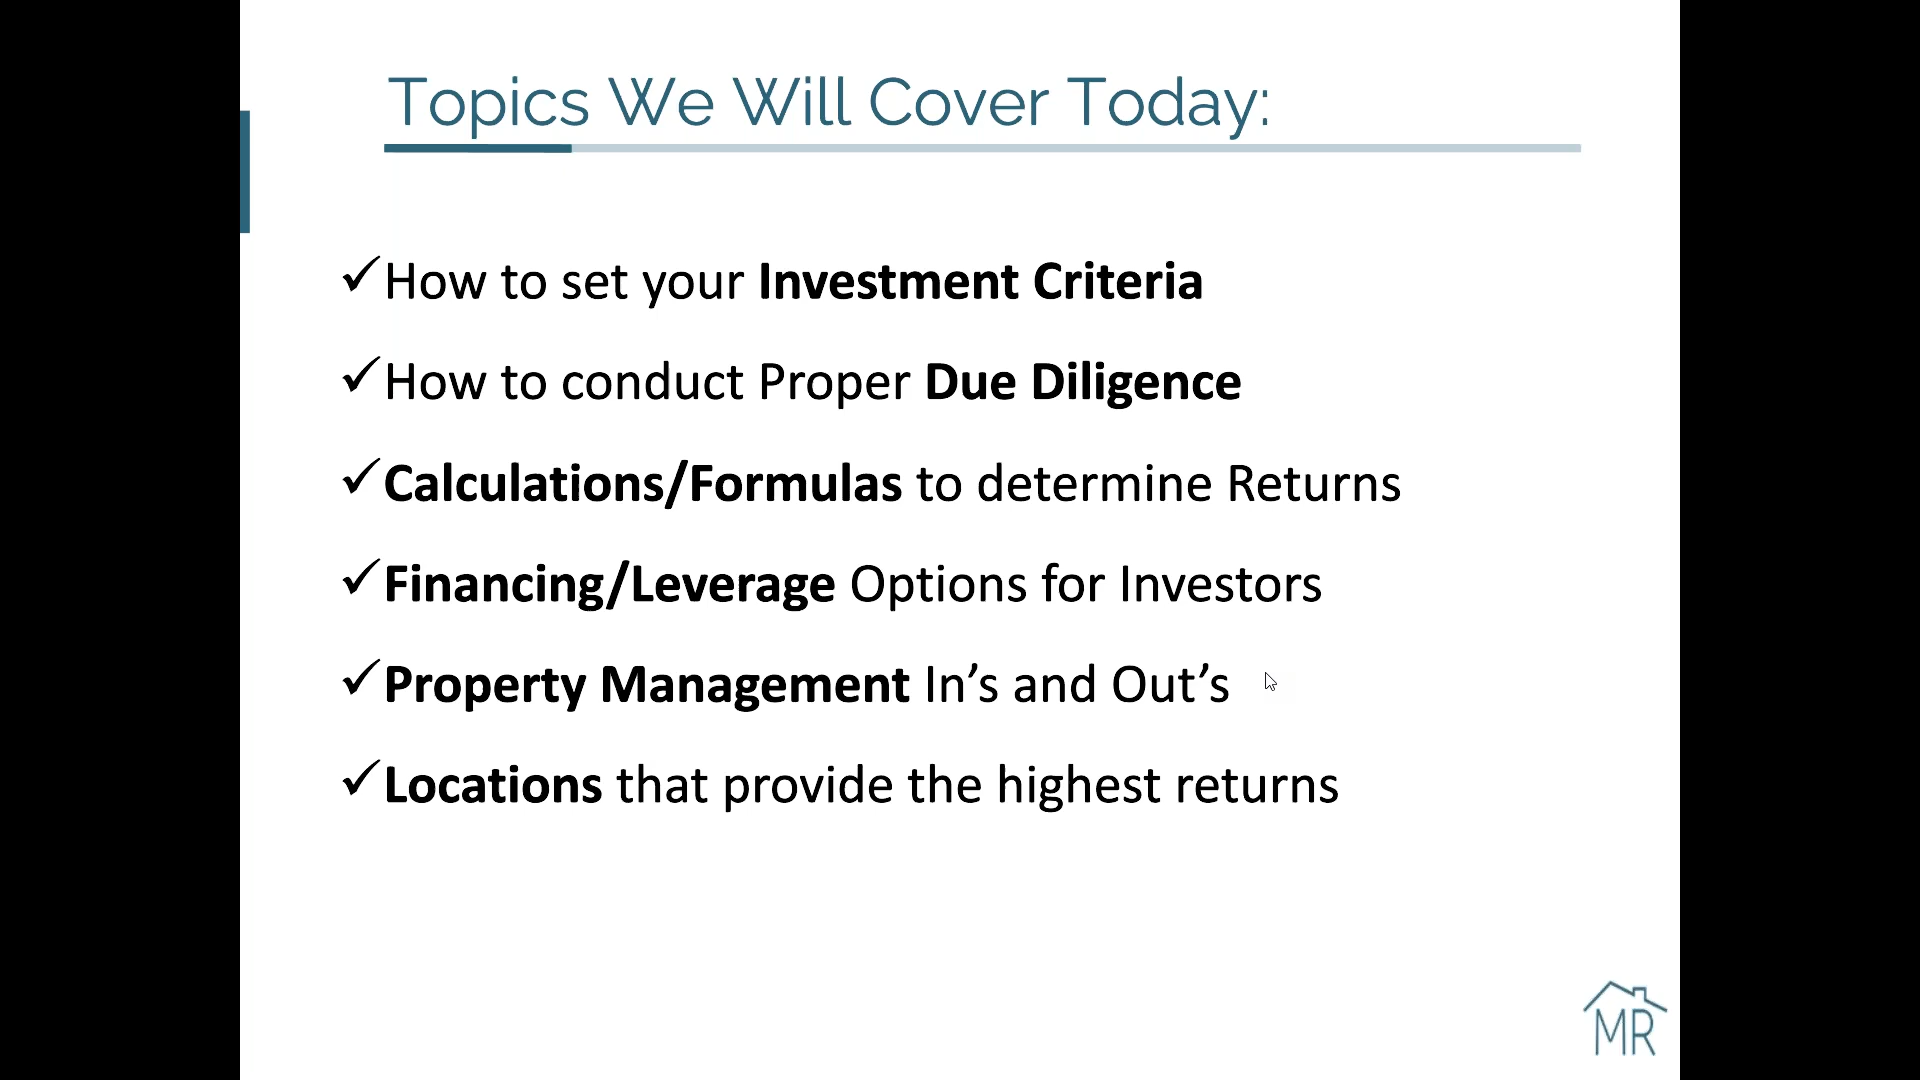 Topics We Will Cover Today:
✓How to set your Investment Criteria
✓How to conduct Proper Due Diligence
✓Calculations/Formulas to determine Returns
✓Financing/Leverage Options for Investors
✓Property Management In’s and Out’s
✓Locations that provide the highest returns
MR